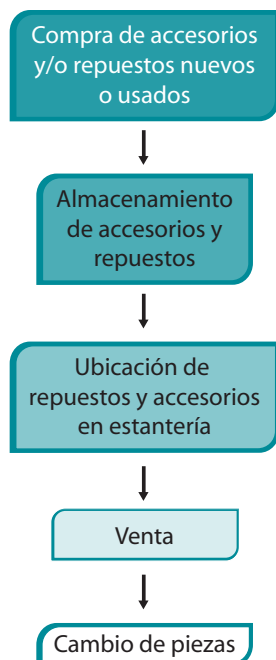 Compra de accesorios
y/o repuestos nuevos
o usados
Almacenamiento
de accesorios y
repuestos
Ubicación de
repuestos y accesorios
en estantería
Venta
Cambio de piezas